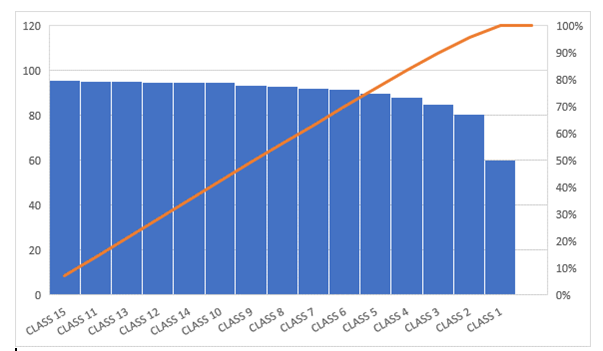 120
100
80
60
40
20
0
100%
90%
80%
70%
60%
50%
40%
30%
20%
10%
0%
CLASS 15
CLASS 11
CLASS 13
CLASS 12
CLASS 14
CLASS 10
CLASS 9
CLASS 8
CLASS 7
CLASS 6
CLASS 5
CLASS 4
CLASS 3
CLASS 2
CLASS 1